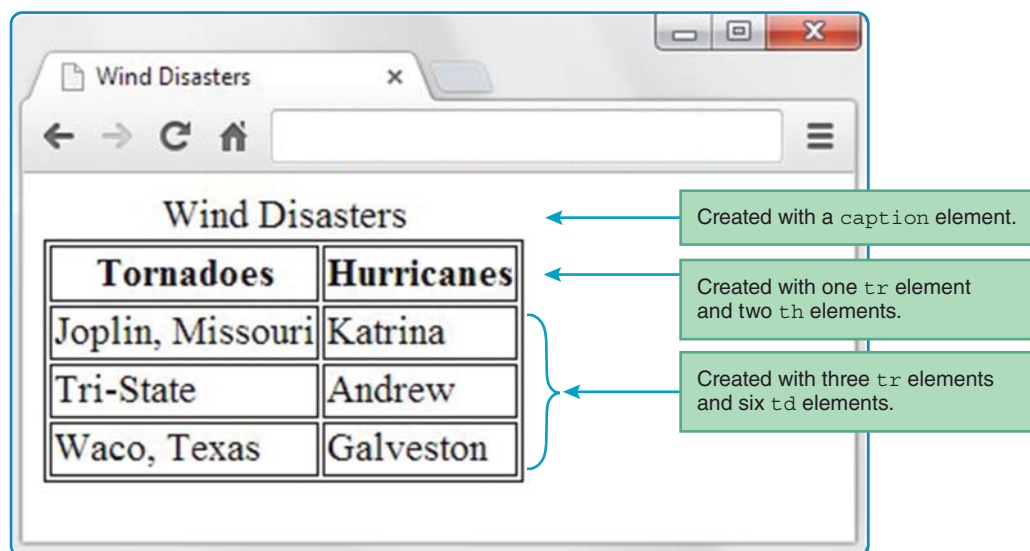 Wind Disasters
Wind Disasters
Created with a caption element.
Tornadoes Hurricanes
Created with one tr element
and two th elements.
Joplin, Missouri Katrina
Tri-State Andrew
Waco, Texas Galveston
Created with three tr elements
and six td elements.